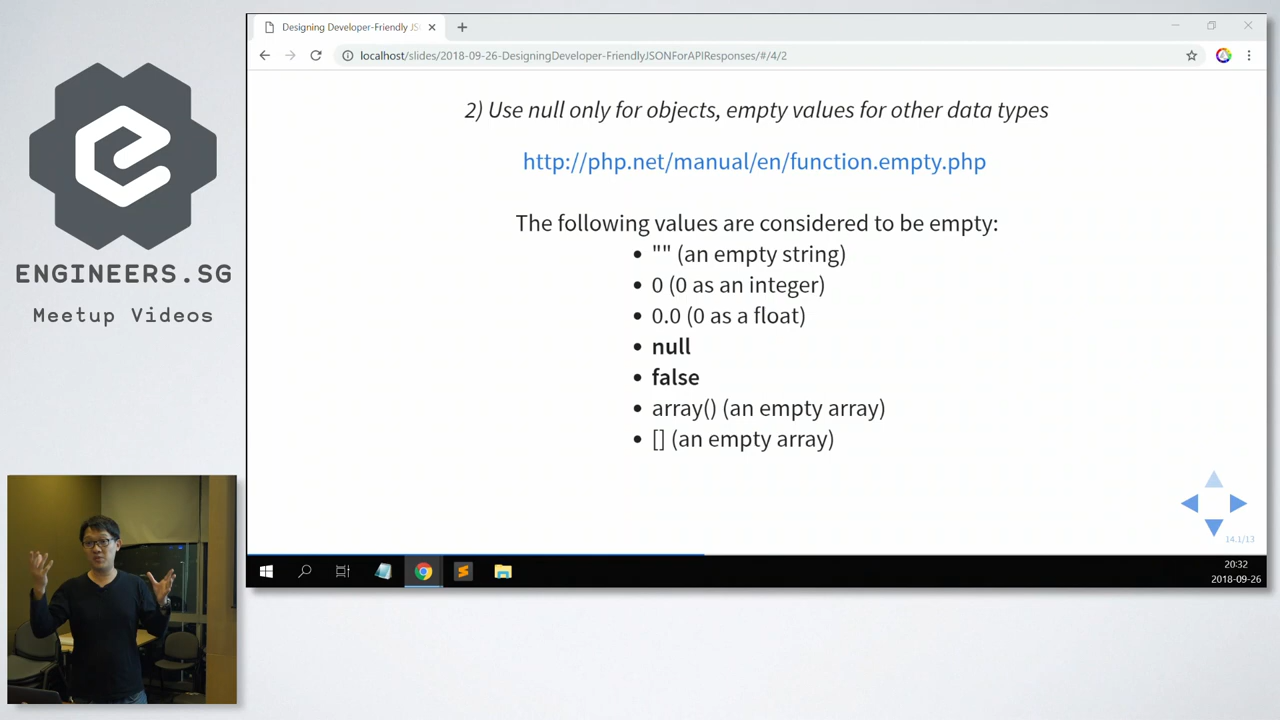 ENGINEERS.SG
Meetup Videos
Designing Developer-Friendly JS
localhost/slides/2018-09-26-DesigningDeveloper-FriendlyJSONForAPIResponses/#/4/2
2) Use null only for objects, empty values for other data types
http://php.net/manual/en/function.empty.php
The following values are considered to be empty:
• "" (an empty string)
• 0 (0 as an integer)
• 0.0 (0 as a float)
• null
• false
• array() (an empty array)
• [] (an empty array)
14.1/13
20:32
2018-09-26